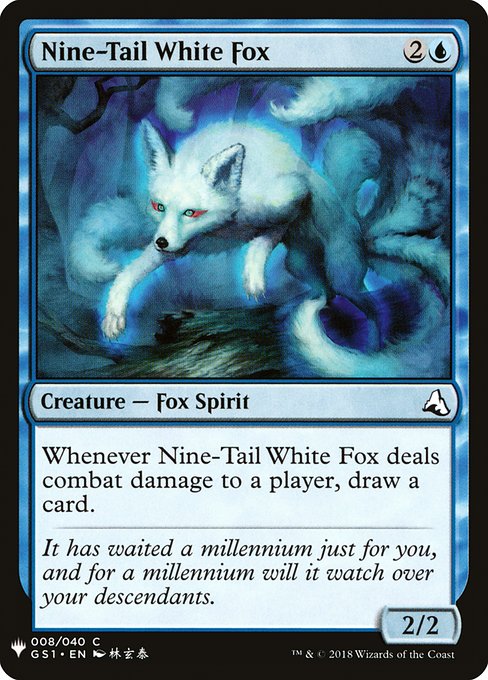 Nine-Tail White Fox 2
Creature — Fox Spirit
Whenever Nine-Tail White Fox deals
combat damage to a player, draw a
card.
It has waited a millennium just for you,
and for a millennium will it watch over
your descendants.
2/2
008/040 C
GS1 • EN 林玄泰
™ & © 2018 Wizards of the Coast